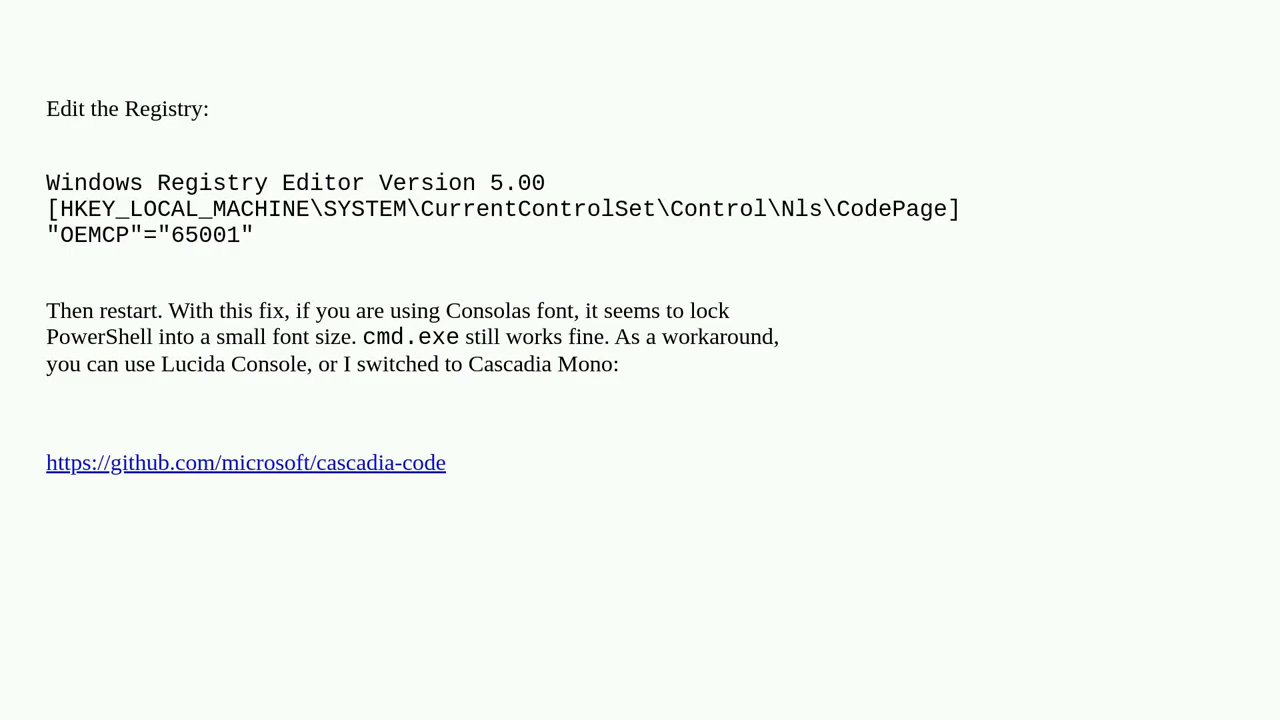 Edit the Registry:
Windows Registry Editor Version 5.00
[HKEY_LOCAL_MACHINE\SYSTEM\CurrentControlSet\Control\Nls\CodePage]
"OEMCP"="65001"
Then restart. With this fix, if you are using Consolas font, it seems to lock
PowerShell into a small font size. cmd.exe still works fine. As a workaround,
you can use Lucida Console, or I switched to Cascadia Mono:
https://github.com/microsoft/cascadia-code